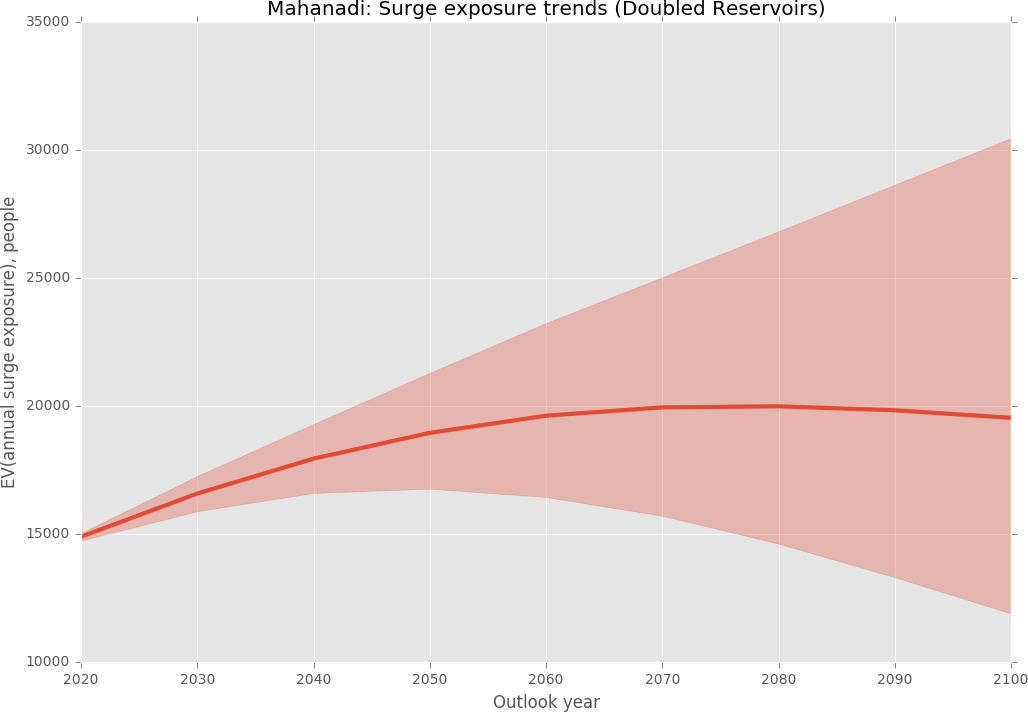 Mahanadi: Surge exposure trends (Doubled Reservoirs)
35000
30000
25000
20000
15000
10000
EV(annual surge exposure), people
2020 2030 2040 2050 2060 2070 2080 2090 2100
Outlook year